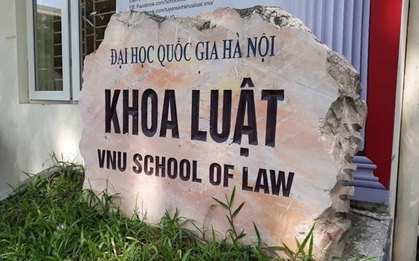 ĐẠI HỌC QUỐC GIA HÀ NỘI
KHOA LUẬT
VNU SCHOOL OF LAW